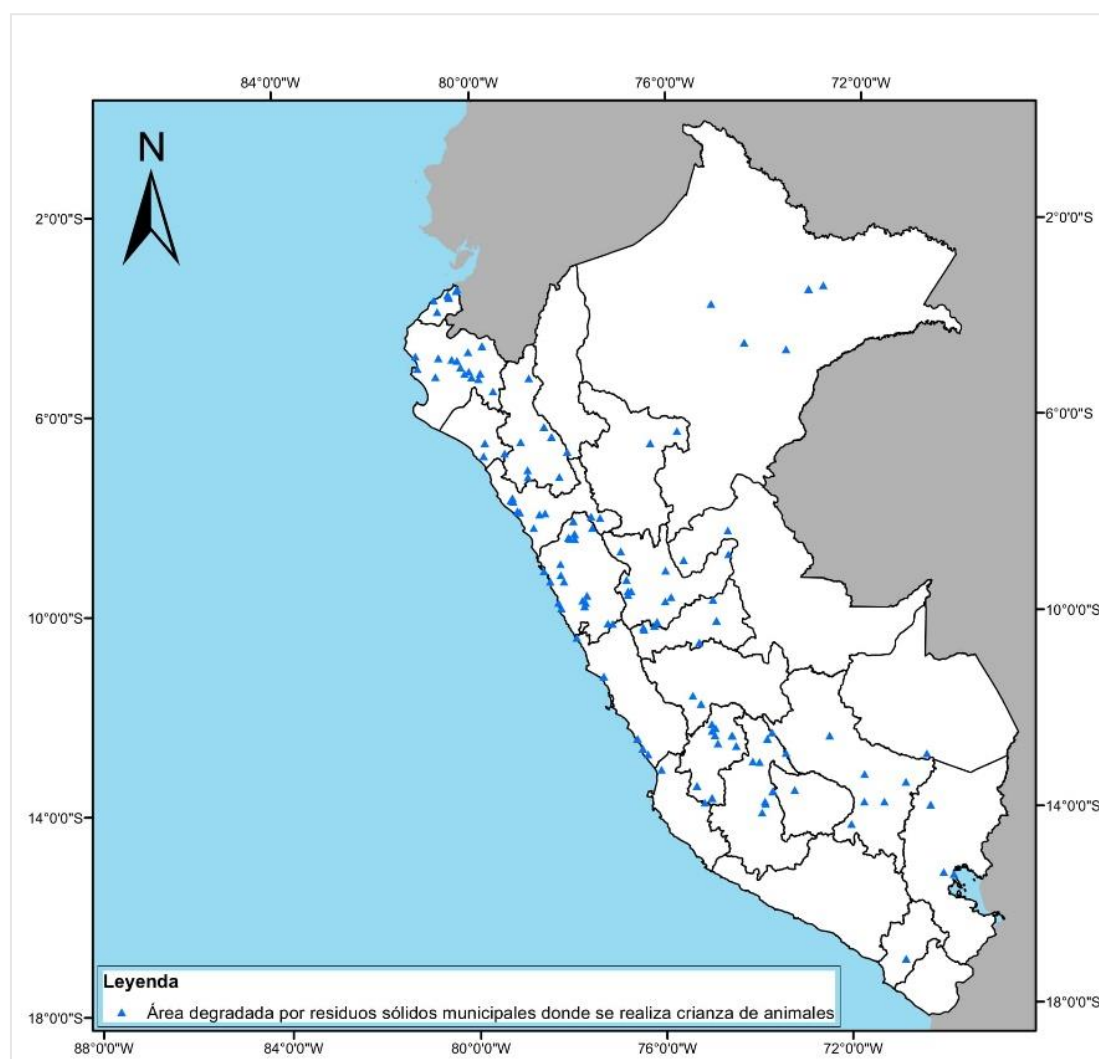 84°0'0"W 80°0'0"W 76°0'0"W 72°0'0"W
N
2°0'0"S 2°0'0"S
6°0'0"S 6°0'0"S
10°0'0"S 10°0'0"S
14°0'0"S 14°0'0"S
Leyenda
Área degradada por residuos sólidos municipales donde se realiza crianza de animales
18°0'0"S 18°0'0"S
88°0'0"W 84°0'0"W 80°0'0"W 76°0'0"W 72°0'0"W